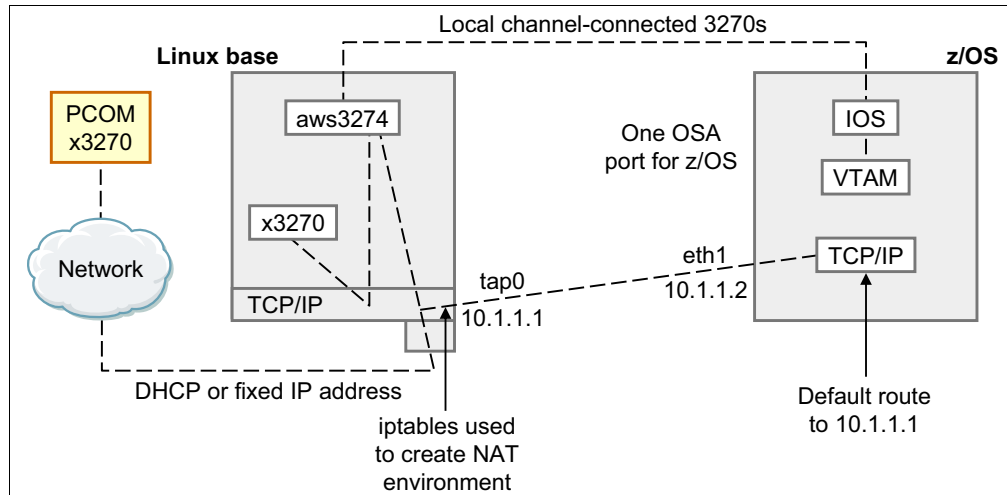 Local channel-connected 3270s
Linux base
z/OS
PCOM
x3270
aws3274
IOS
One OSA
port for z/OS
VTAM
x3270
Network
eth1
TCP/IP
tap0
TCP/IP
10.1.1.1
10.1.1.2
DHCP or fixed IP address
iptables used
to create NAT
environment
Default route
to 10.1.1.1